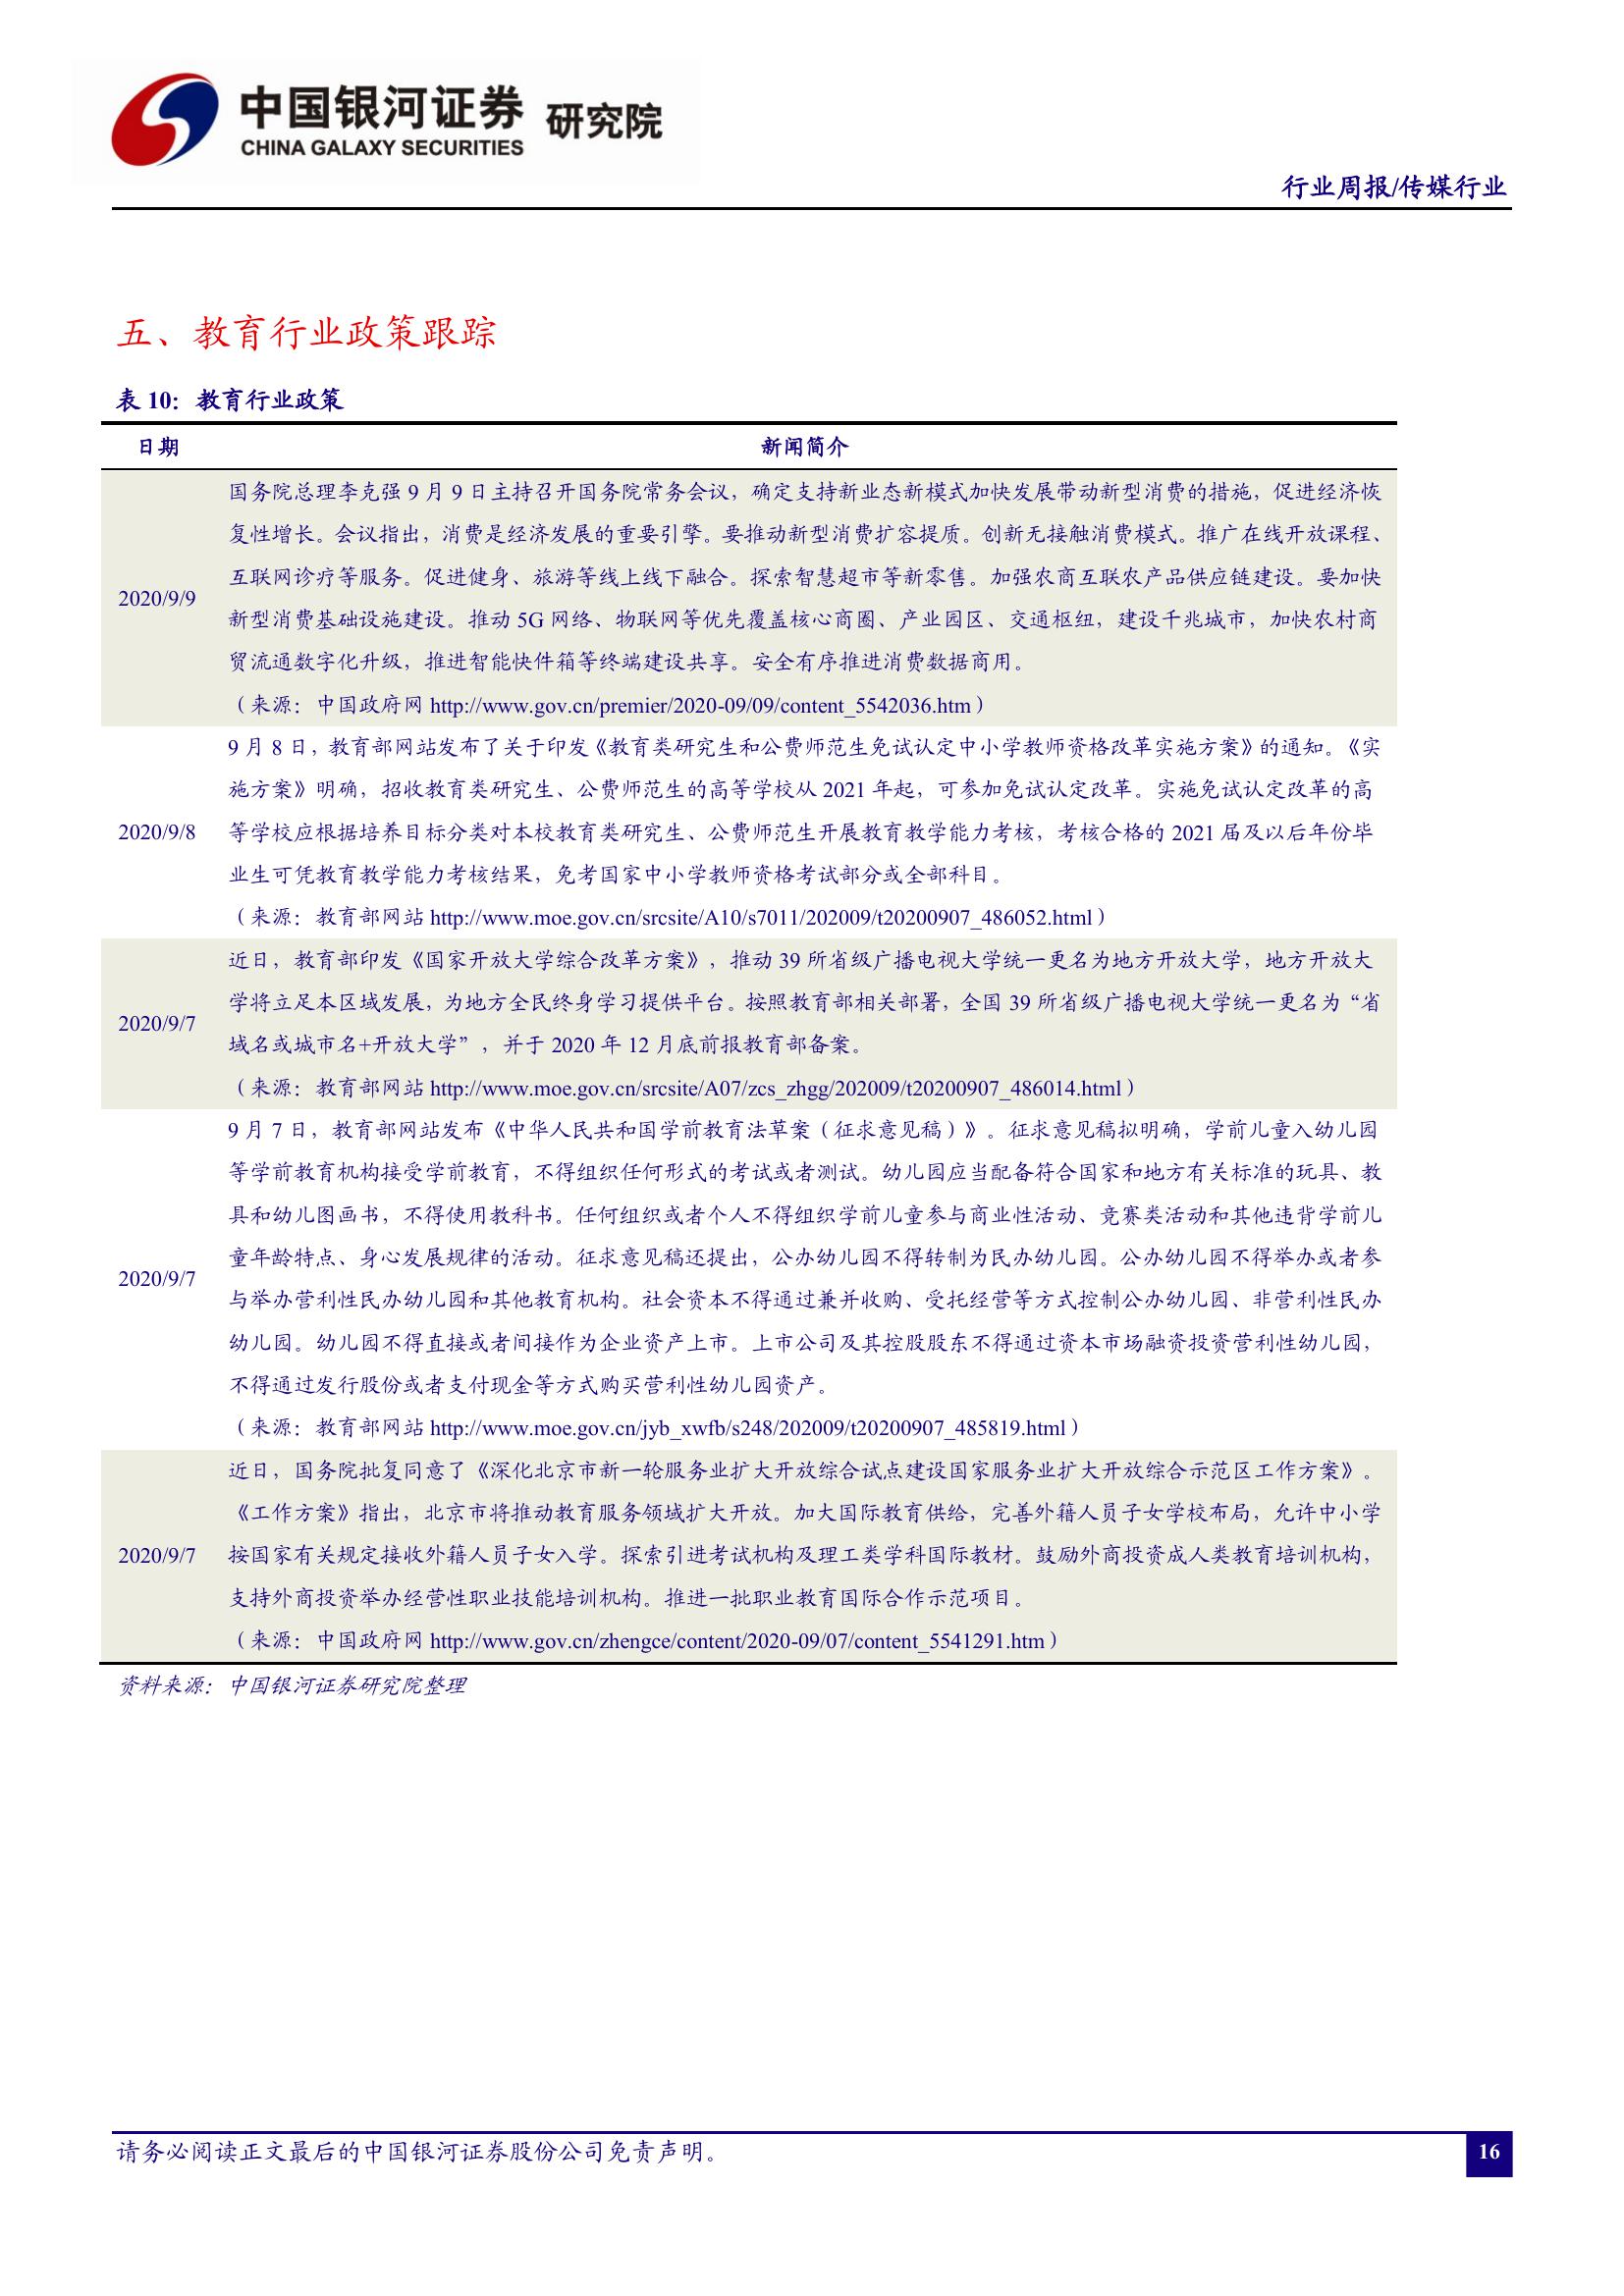 中国银河证券 研究院
CHINA GALAXY SECURITIES
行业周报/传媒行业
五、教育行业政策跟踪
表 10：教育行业政策
日期 新闻简介
国务院总理李克强 9 月 9 日主持召开国务院常务会议，确定支持新业态新模式加快发展带动新型消费的措施，促进经济恢
复性增长。会议指出，消费是经济发展的重要引擎。要推动新型消费扩容提质。创新无接触消费模式。推广在线开放课程、
互联网诊疗等服务。促进健身、旅游等线上线下融合。探索智慧超市等新零售。加强农商互联农产品供应链建设。要加快
2020/9/9
新型消费基础设施建设。推动 5G 网络、物联网等优先覆盖核心商圈、产业园区、交通枢纽，建设千兆城市，加快农村商
贸流通数字化升级，推进智能快件箱等终端建设共享。安全有序推进消费数据商用。
（来源：中国政府网 http://www.gov.cn/premier/2020-09/09/content_5542036.htm）
9 月 8 日，教育部网站发布了关于印发《教育类研究生和公费师范生免试认定中小学教师资格改革实施方案》的通知。《实
施方案》明确，招收教育类研究生、公费师范生的高等学校从 2021 年起，可参加免试认定改革。实施免试认定改革的高
2020/9/8 等学校应根据培养目标分类对本校教育类研究生、公费师范生开展教育教学能力考核，考核合格的 2021 届及以后年份毕
业生可凭教育教学能力考核结果，免考国家中小学教师资格考试部分或全部科目。
（来源：教育部网站 http://www.moe.gov.cn/srcsite/A10/s7011/202009/t20200907_486052.html）
近日，教育部印发《国家开放大学综合改革方案》，推动 39 所省级广播电视大学统一更名为地方开放大学，地方开放大
学将立足本区域发展，为地方全民终身学习提供平台。按照教育部相关部署，全国 39 所省级广播电视大学统一更名为“省
2020/9/7
域名或城市名+开放大学”，并于 2020 年 12 月底前报教育部备案。
（来源：教育部网站 http://www.moe.gov.cn/srcsite/A07/zcs_zhgg/202009/t20200907_486014.html）
9 月 7 日，教育部网站发布《中华人民共和国学前教育法草案（征求意见稿）》。征求意见稿拟明确，学前儿童入幼儿园
等学前教育机构接受学前教育，不得组织任何形式的考试或者测试。幼儿园应当配备符合国家和地方有关标准的玩具、教
具和幼儿图画书，不得使用教科书。任何组织或者个人不得组织学前儿童参与商业性活动、竞赛类活动和其他违背学前儿
童年龄特点、身心发展规律的活动。征求意见稿还提出，公办幼儿园不得转制为民办幼儿园。公办幼儿园不得举办或者参
2020/9/7
与举办营利性民办幼儿园和其他教育机构。社会资本不得通过兼并收购、受托经营等方式控制公办幼儿园、非营利性民办
幼儿园。幼儿园不得直接或者间接作为企业资产上市。上市公司及其控股股东不得通过资本市场融资投资营利性幼儿园，
不得通过发行股份或者支付现金等方式购买营利性幼儿园资产。
（来源：教育部网站 http://www.moe.gov.cn/jyb_xwfb/s248/202009/t20200907_485819.html）
近日，国务院批复同意了《深化北京市新一轮服务业扩大开放综合试点建设国家服务业扩大开放综合示范区工作方案》。
《工作方案》指出，北京市将推动教育服务领域扩大开放。加大国际教育供给，完善外籍人员子女学校布局，允许中小学
2020/9/7 按国家有关规定接收外籍人员子女入学。探索引进考试机构及理工类学科国际教材。鼓励外商投资成人类教育培训机构，
支持外商投资举办经营性职业技能培训机构。推进一批职业教育国际合作示范项目。
（来源：中国政府网 http://www.gov.cn/zhengce/content/2020-09/07/content_5541291.htm）
资料来源：中国银河证券研究院整理
请务必阅读正文最后的中国银河证券股份公司免责声明。
16